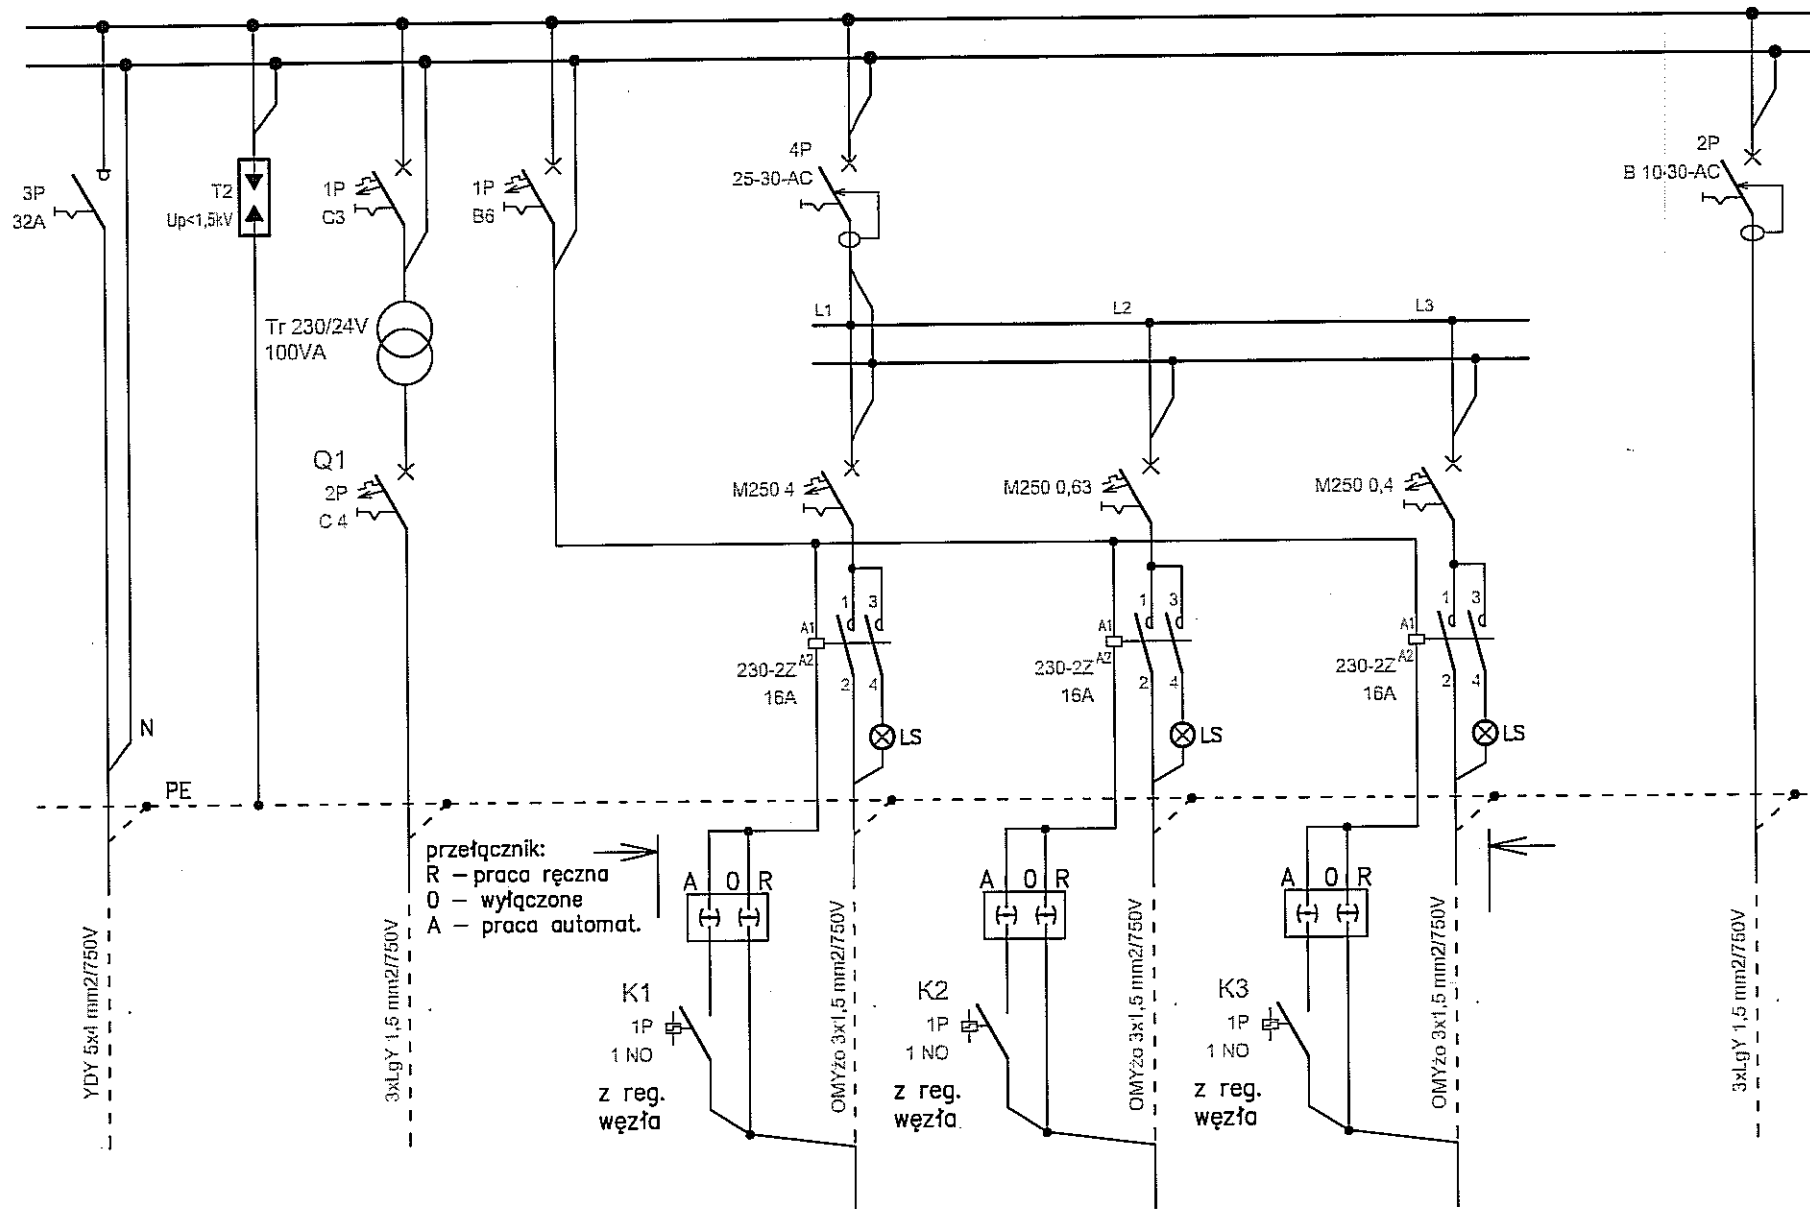 3P
32A
T2
Up<1,5kV
1P
C3
1P
B6
4P
25-30-AC
2P
B 10-30-AC
Tr 230/24V
100VA
L1
L2
L3
Q1
2P
C 4
M250 4
M250 0,63
M250 0,4
1 3
A1
A2
230-2Z
16A
2 4
LS
1 3
A1
A2
230-2Z
16A
2 4
LS
1 3
A1
A2
230-2Z
16A
2 4
LS
N
PE
przełącznik:
R – praca ręczna
0 – wyłączone
A – praca automat.
A 0 R
A 0 R
A 0 R
YDY 5x4 mm2/750V
3xLgY 1,5 mm2/750V
OMYżo 3x1,5 mm2/750V
OMYżo 3x1,5 mm2/750V
OMYżo 3x1,5 mm2/750V
3xLgY 1,5 mm2/750V
K1
1P
1 NO
z reg.
węzła
K2
1P
1 NO
z reg.
węzła
K3
1P
1 NO
z reg.
węzła